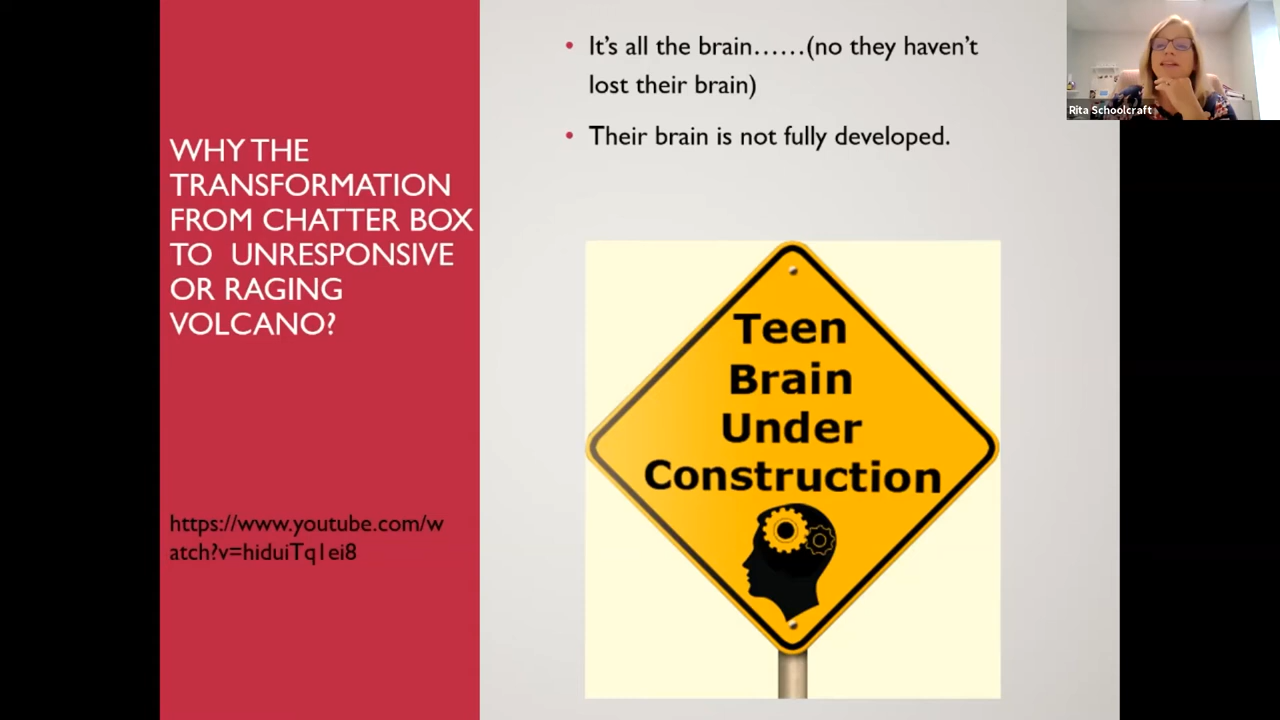 WHY THE
TRANSFORMATION
FROM CHATTER BOX
TO UNRESPONSIVE
OR RAGING
VOLCANO?
https://www.youtube.com/w
atch?v=hiduiTq1ei8
• It's all the brain......(no they haven't
lost their brain)
• Their brain is not fully developed.
Teen
Brain
Under
Construction
Rita Schoolcraft